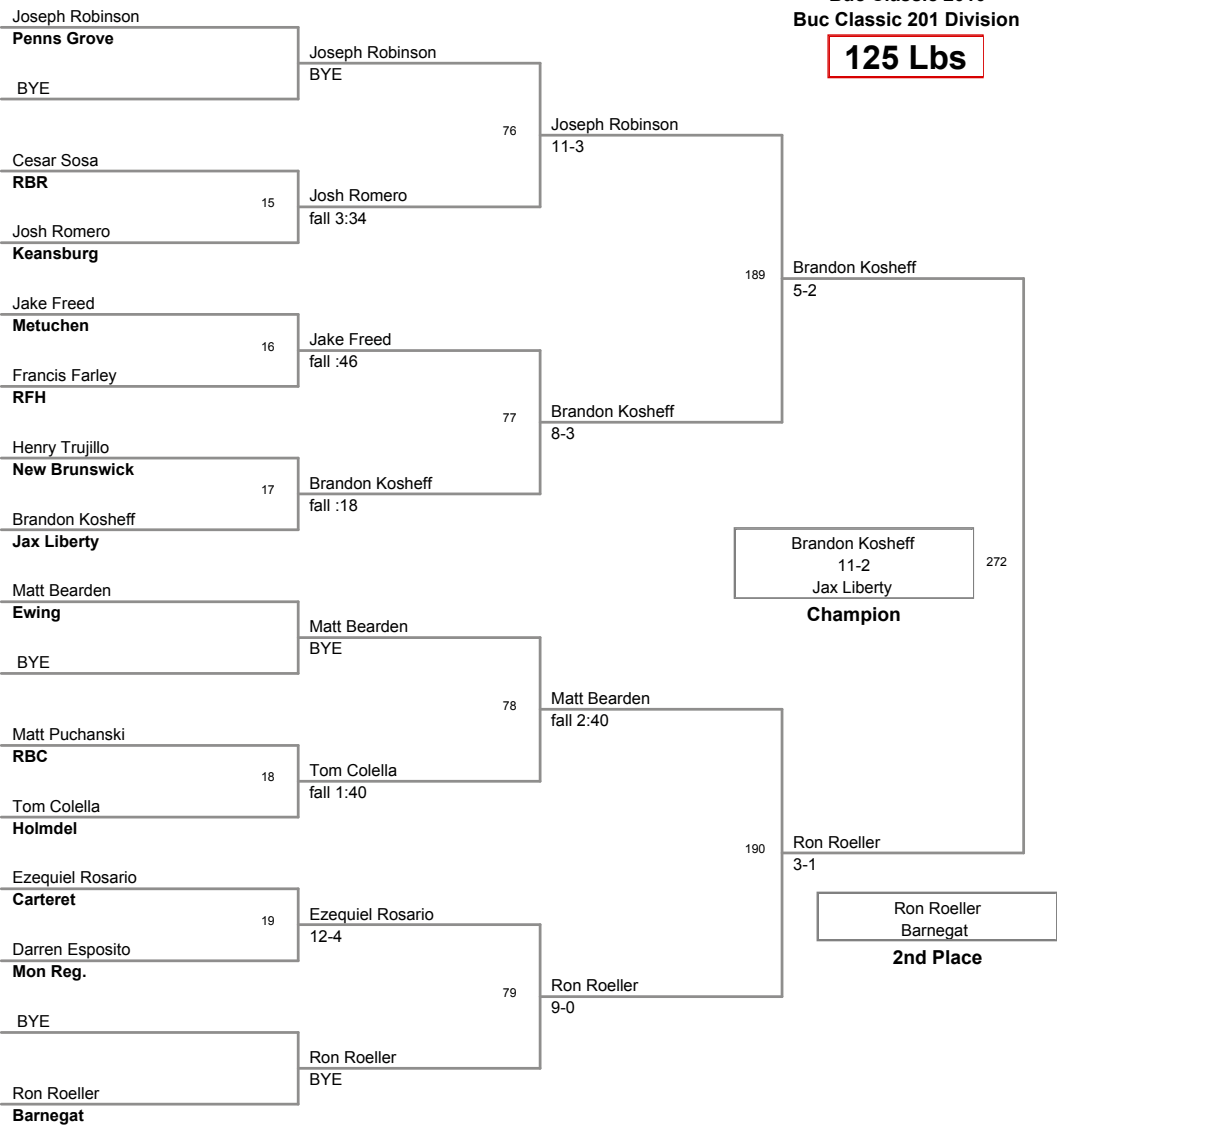 Buc Classic 201 Division
125 Lbs
Joseph Robinson
Penns Grove
BYE
Joseph Robinson
BYE
76
Joseph Robinson
11-3
Cesar Sosa
RBR
15
Josh Romero
Keansburg
Josh Romero
fall 3:34
189
Brandon Kosheff
5-2
Jake Freed
Metuchen
16
Francis Farley
RFH
Jake Freed
fall :46
77
Brandon Kosheff
8-3
Henry Trujillo
New Brunswick
17
Brandon Kosheff
Jax Liberty
Brandon Kosheff
fall :18
Brandon Kosheff
11-2
Jax Liberty
Champion
272
Matt Bearden
Ewing
BYE
Matt Bearden
BYE
78
Matt Bearden
fall 2:40
Matt Puchanski
RBC
18
Tom Colella
Holmdel
Tom Colella
fall 1:40
190
Ron Roeller
3-1
Ron Roeller
Barnegat
2nd Place
Ezequiel Rosario
Carteret
19
Darren Esposito
Mon Reg.
Ezequiel Rosario
12-4
79
Ron Roeller
9-0
BYE
Ron Roeller
Barnegat
Ron Roeller
BYE